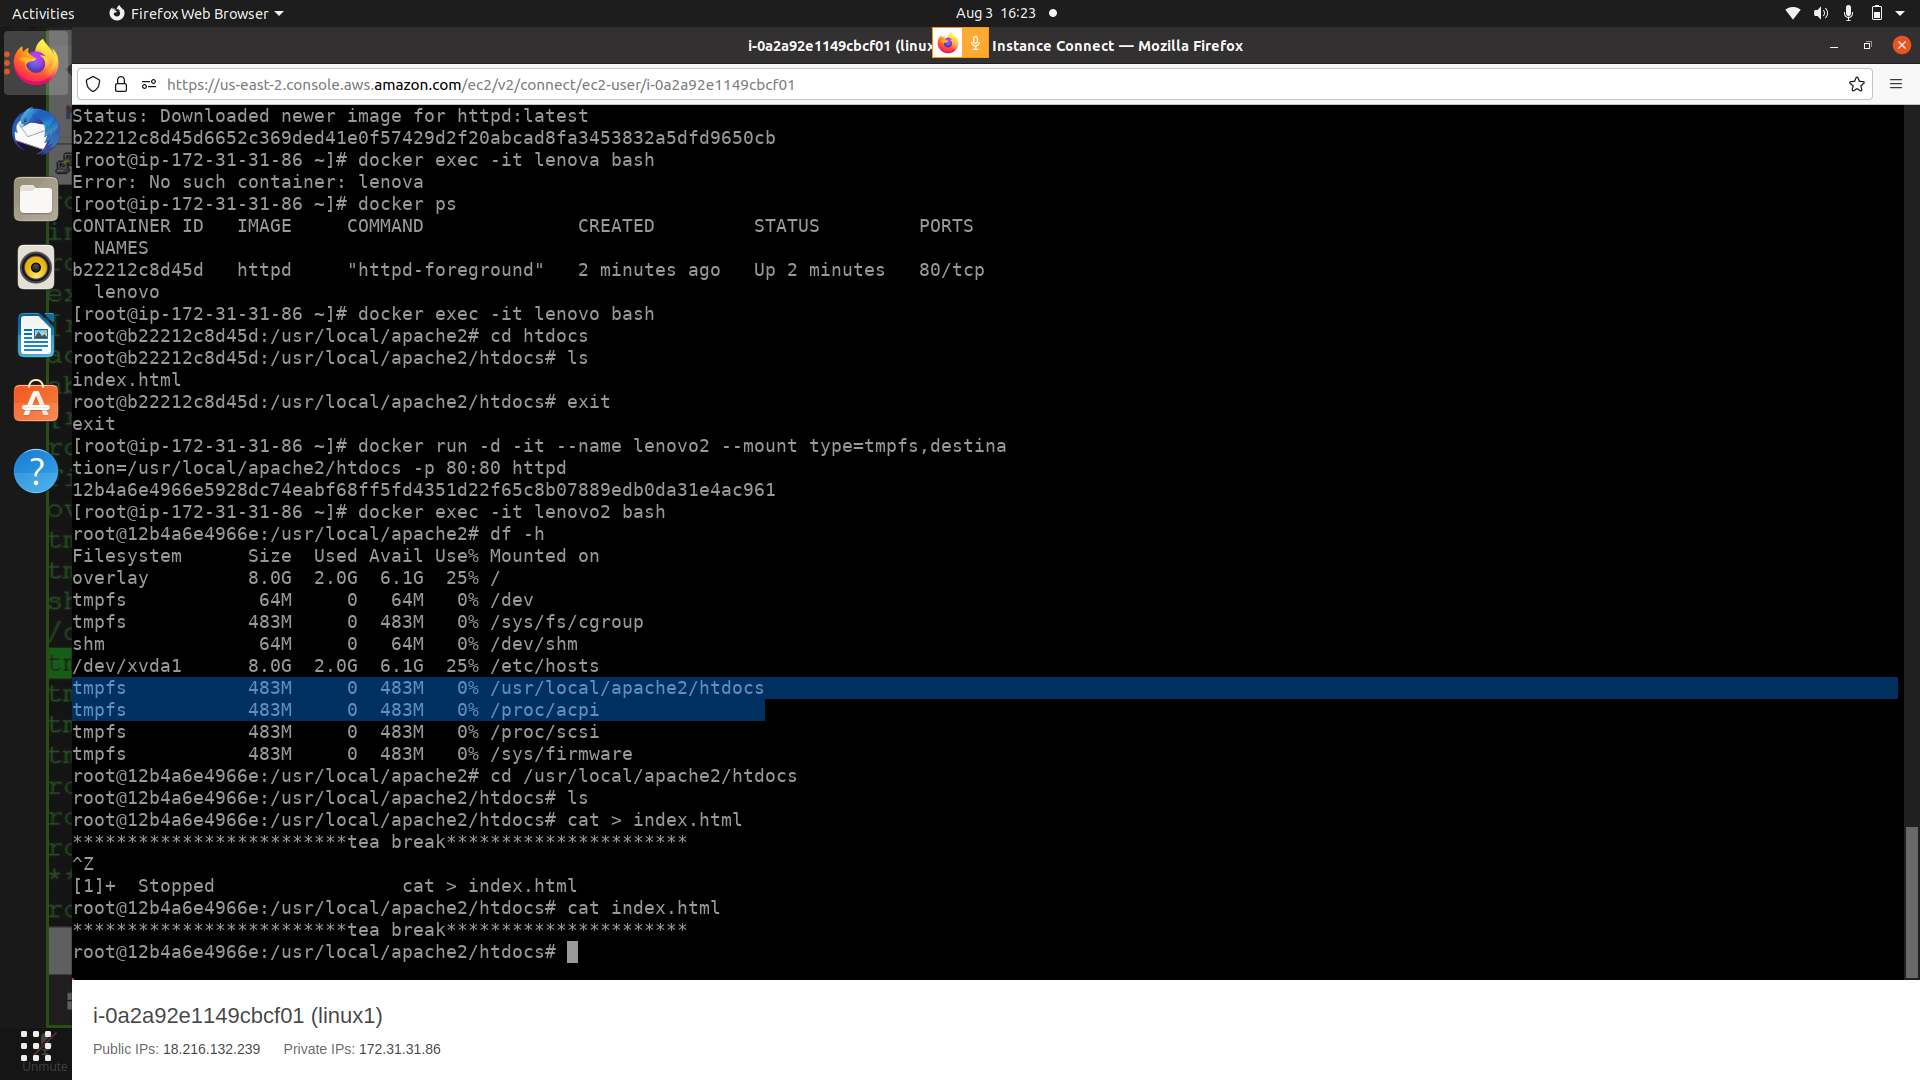 Activities
Firefox Web Browser
Aug 3 16:23
i-0a2a92e1149cbcf01 (linux
Instance Connect — Mozilla Firefox
https://us-east-2.console.aws.amazon.com/ec2/v2/connect/ec2-user/i-0a2a92e1149cbcf01
Status: Downloaded newer image for httpd:latest
b22212c8d45d6652c369ded41e0f57429d2f20abcad8fa3453832a5dfd9650cb
[root@ip-172-31-31-86 ~]# docker exec -it lenova bash
Error: No such container: lenova
[root@ip-172-31-31-86 ~]# docker ps
CONTAINER ID   IMAGE     COMMAND              CREATED         STATUS         PORTS
  NAMES
b22212c8d45d   httpd     "httpd-foreground"   2 minutes ago   Up 2 minutes   80/tcp
  lenovo
[root@ip-172-31-31-86 ~]# docker exec -it lenovo bash
root@b22212c8d45d:/usr/local/apache2# cd htdocs
root@b22212c8d45d:/usr/local/apache2/htdocs# ls
index.html
root@b22212c8d45d:/usr/local/apache2/htdocs# exit
exit
[root@ip-172-31-31-86 ~]# docker run -d -it --name lenovo2 --mount type=tmpfs,destina
tion=/usr/local/apache2/htdocs -p 80:80 httpd
12b4a6e4966e5928dc74eabf68ff5fd4351d22f65c8b07889edb0da31e4ac961
[root@ip-172-31-31-86 ~]# docker exec -it lenovo2 bash
root@12b4a6e4966e:/usr/local/apache2# df -h
Filesystem      Size  Used Avail Use% Mounted on
overlay         8.0G  2.0G  6.1G  25% /
tmpfs            64M     0   64M   0% /dev
tmpfs           483M     0  483M   0% /sys/fs/cgroup
shm              64M     0   64M   0% /dev/shm
/dev/xvda1      8.0G  2.0G  6.1G  25% /etc/hosts
tmpfs           483M     0  483M   0% /usr/local/apache2/htdocs
tmpfs           483M     0  483M   0% /proc/acpi
tmpfs           483M     0  483M   0% /proc/scsi
tmpfs           483M     0  483M   0% /sys/firmware
root@12b4a6e4966e:/usr/local/apache2# cd /usr/local/apache2/htdocs
root@12b4a6e4966e:/usr/local/apache2/htdocs# ls
root@12b4a6e4966e:/usr/local/apache2/htdocs# cat > index.html
*************************tea break**********************
^Z
[1]+  Stopped                 cat > index.html
root@12b4a6e4966e:/usr/local/apache2/htdocs# cat index.html
*************************tea break**********************
root@12b4a6e4966e:/usr/local/apache2/htdocs#
i-0a2a92e1149cbcf01 (linux1)
Public IPs: 18.216.132.239   Private IPs: 172.31.31.86
Unmute